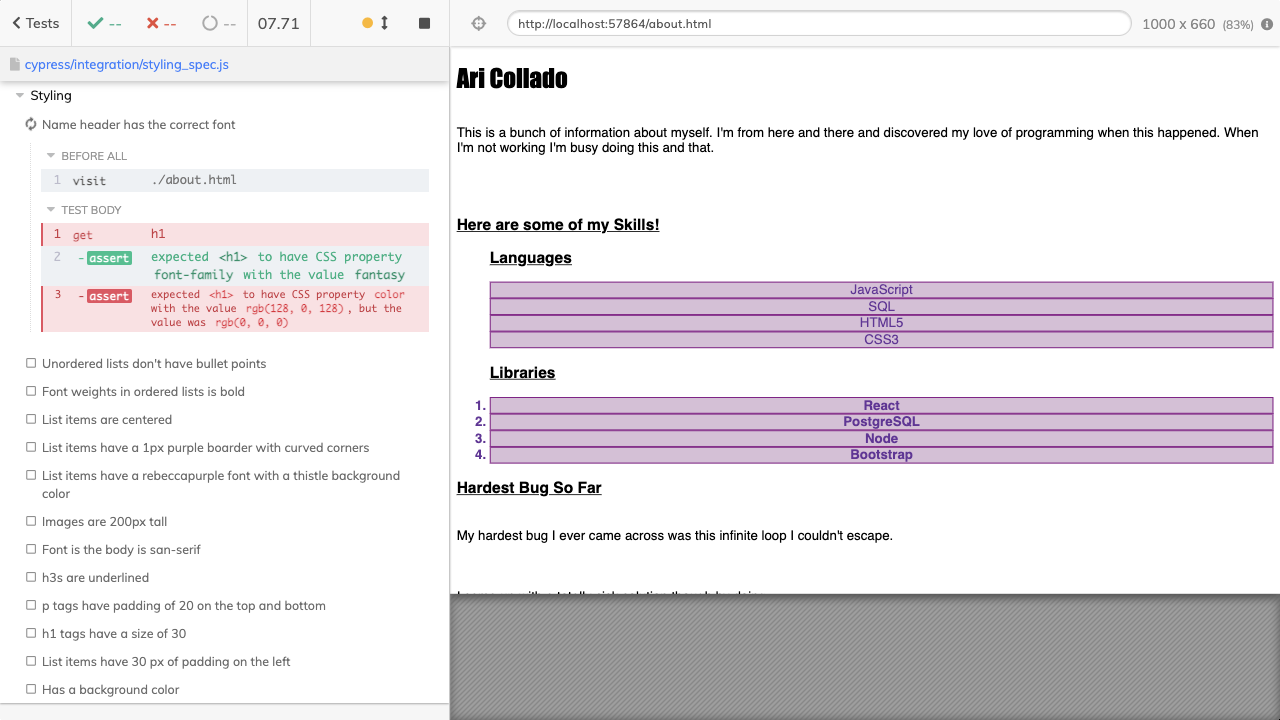 Tests
--
--
--
07.71
http://localhost:57864/about.html
1000 x 660 (83%)
cypress/integration/styling_spec.js
Styling
Name header has the correct font
BEFORE ALL
1 visit ./about.html
TEST BODY
1 get h1
2 - assert expected <h1> to have CSS property
font-family with the value fantasy
3 - assert expected <h1> to have CSS property color
with the value rgb(128, 0, 128), but the
value was rgb(0, 0, 0)
Unordered lists don't have bullet points
Font weights in ordered lists is bold
List items are centered
List items have a 1px purple boarder with curved corners
List items have a rebeccapurple font with a thistle background
color
Images are 200px tall
Font is the body is san-serif
h3s are underlined
p tags have padding of 20 on the top and bottom
h1 tags have a size of 30
List items have 30 px of padding on the left
Has a background color
Ari Collado
This is a bunch of information about myself. I'm from here and there and discovered my love of programming when this happened. When
I'm not working I'm busy doing this and that.
Here are some of my Skills!
Languages
JavaScript
SQL
HTML5
CSS3
Libraries
1. React
2. PostgreSQL
3. Node
4. Bootstrap
Hardest Bug So Far
My hardest bug I ever came across was this infinite loop I couldn't escape.